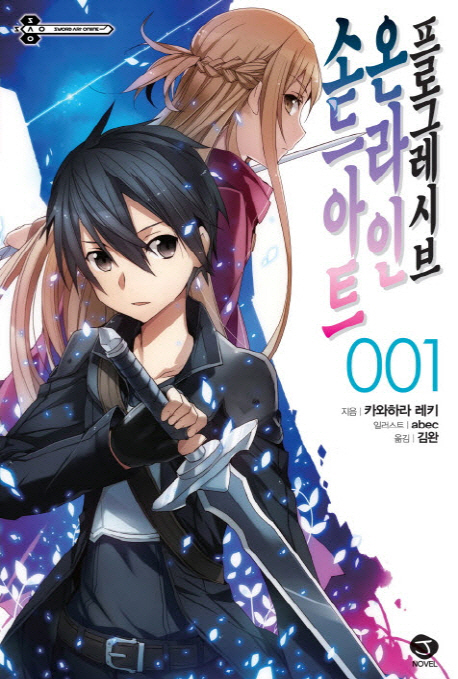 SAO
SWORD ART ONLINE
소드 아트
온라인
프로그레시브
001
지음 | 카와하라 레키
일러스트 | abec
옮김 | 김완
J
NOVEL